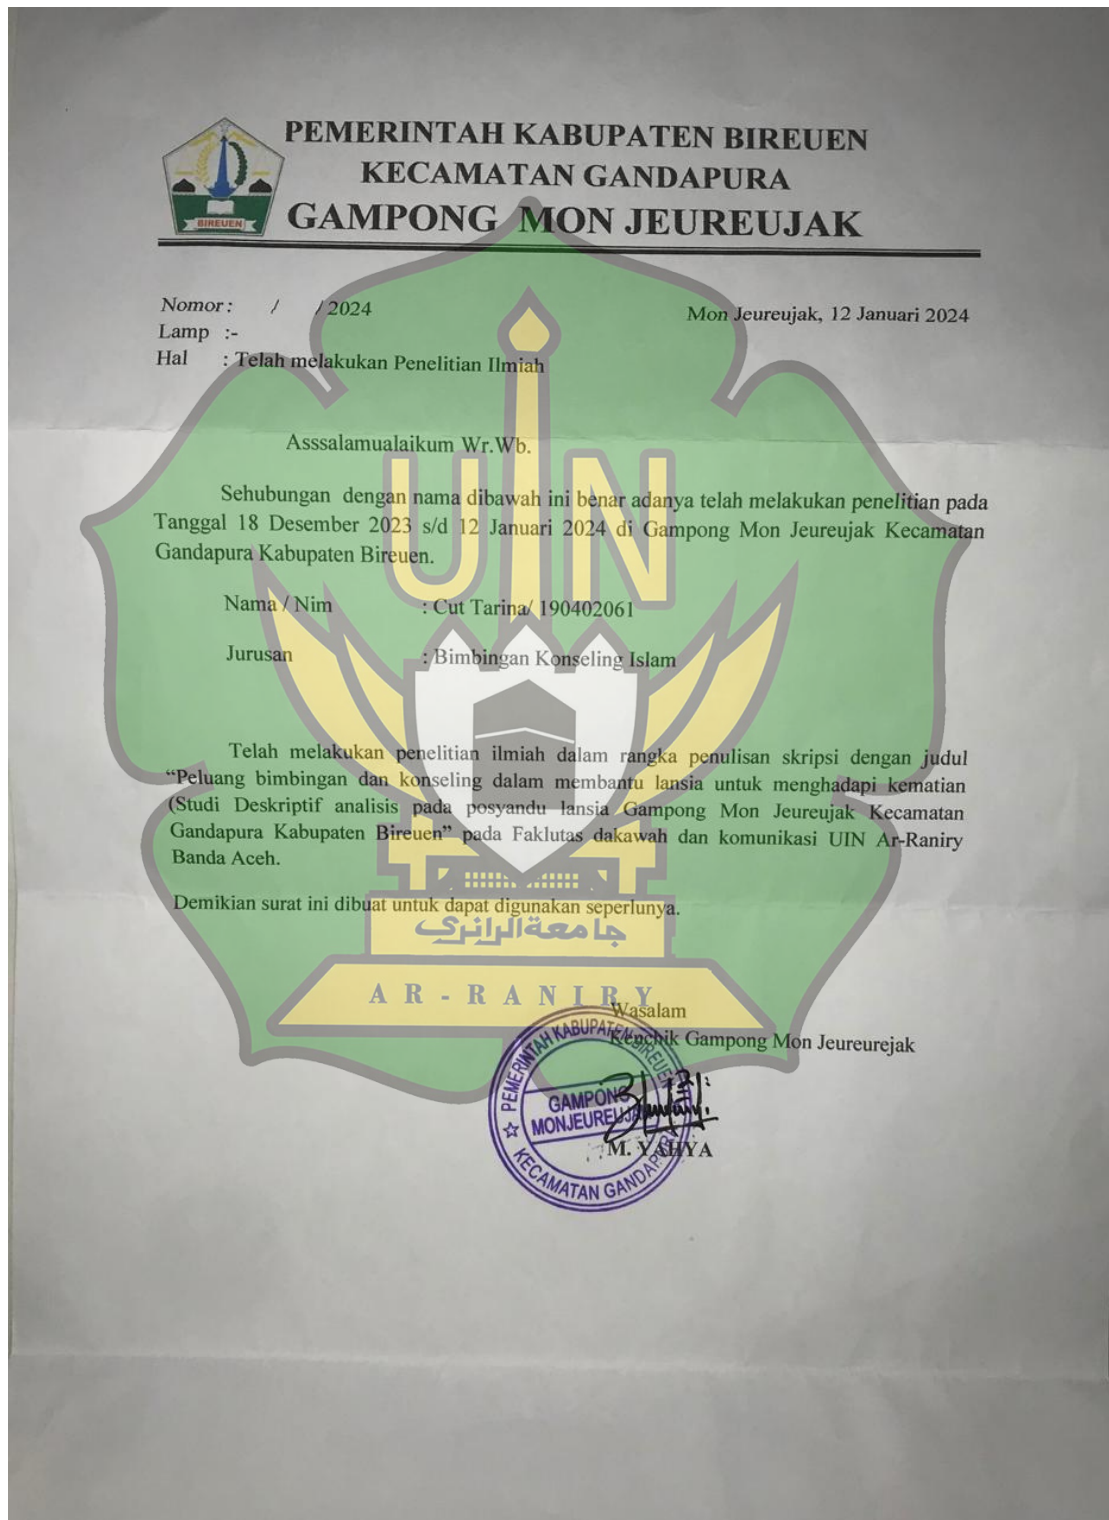 PEMERINTAH KABUPATEN BIREUEN
KECAMATAN GANDAPURA
GAMPONG MON JEUREUJAK
BIREUEN
Nomor : / / 2024
Mon Jeureujak, 12 Januari 2024
Lamp :-
Hal : Telah melakukan Penelitian Ilmiah
Asssalamualaikum Wr.Wb.
UIN
Sehubungan dengan nama dibawah ini benar adanya telah melakukan penelitian pada
Tanggal 18 Desember 2023 s/d 12 Januari 2024 di Gampong Mon Jeureujak Kecamatan
Gandapura Kabupaten Bireuen.
Nama / Nim : Cut Tarina/ 190402061
Jurusan : Bimbingan Konseling Islam
Telah melakukan penelitian ilmiah dalam rangka penulisan skripsi dengan judul
“Peluang bimbingan dan konseling dalam membantu lansia untuk menghadapi kematian
(Studi Deskriptif analisis pada posyandu lansia Gampong Mon Jeureujak Kecamatan
Gandapura Kabupaten Bireuen” pada Faklutas dakawah dan komunikasi UIN Ar-Raniry
Banda Aceh.
Demikian surat ini dibuat untuk dapat digunakan seperlunya.
جامعة الرانري
AR-RANIRY
Wasalam
Keuchik Gampong Mon Jeureurejak
PEMERINTAH KABUPATEN BIREUEN
GAMPONG
MONJEUREUJAK
KECAMATAN GANDAPURA
M. YAHYA